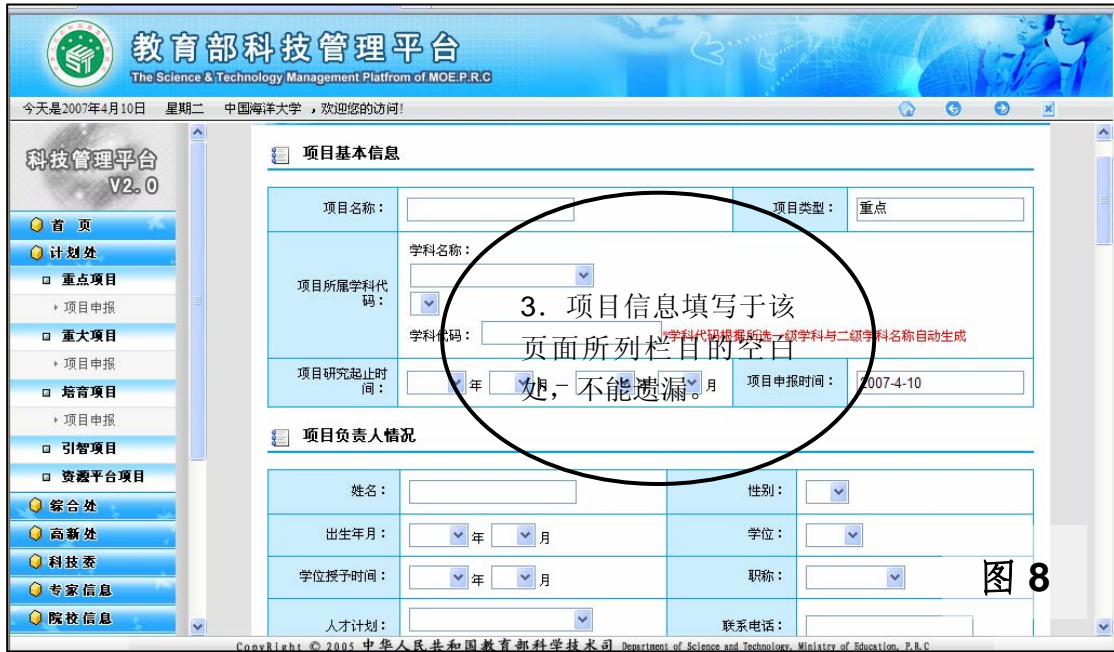 教育部科技管理平台
The Science & Technology Management Platfrom of MOE.P.R.C
今天是2007年4月10日 星期二 中国海洋大学 ，欢迎您的访问!
科技管理平台
V2.0
首 页
计划处
重点项目
项目申报
重大项目
项目申报
培育项目
项目申报
引智项目
资源平台项目
综合处
高新处
科技委
专家信息
院校信息
项目基本信息
项目名称：
项目类型： 重点
项目所属学科代码：
学科名称：
学科代码： *学科代码根据所选一级学科与二级学科名称自动生成
项目研究起止时间： 年 月 － 年 月
项目申报时间： 2007-4-10
3．项目信息填写于该
页面所列栏目的空白
处，不能遗漏。
项目负责人情况
姓名： 性别：
出生年月： 年 月 学位：
学位授予时间： 年 月 职称：
人才计划： 联系电话：
图 8
CopyRight © 2005 中华人民共和国教育部科学技术司 Department of Science and Technology, Ministry of Education, P.R.C